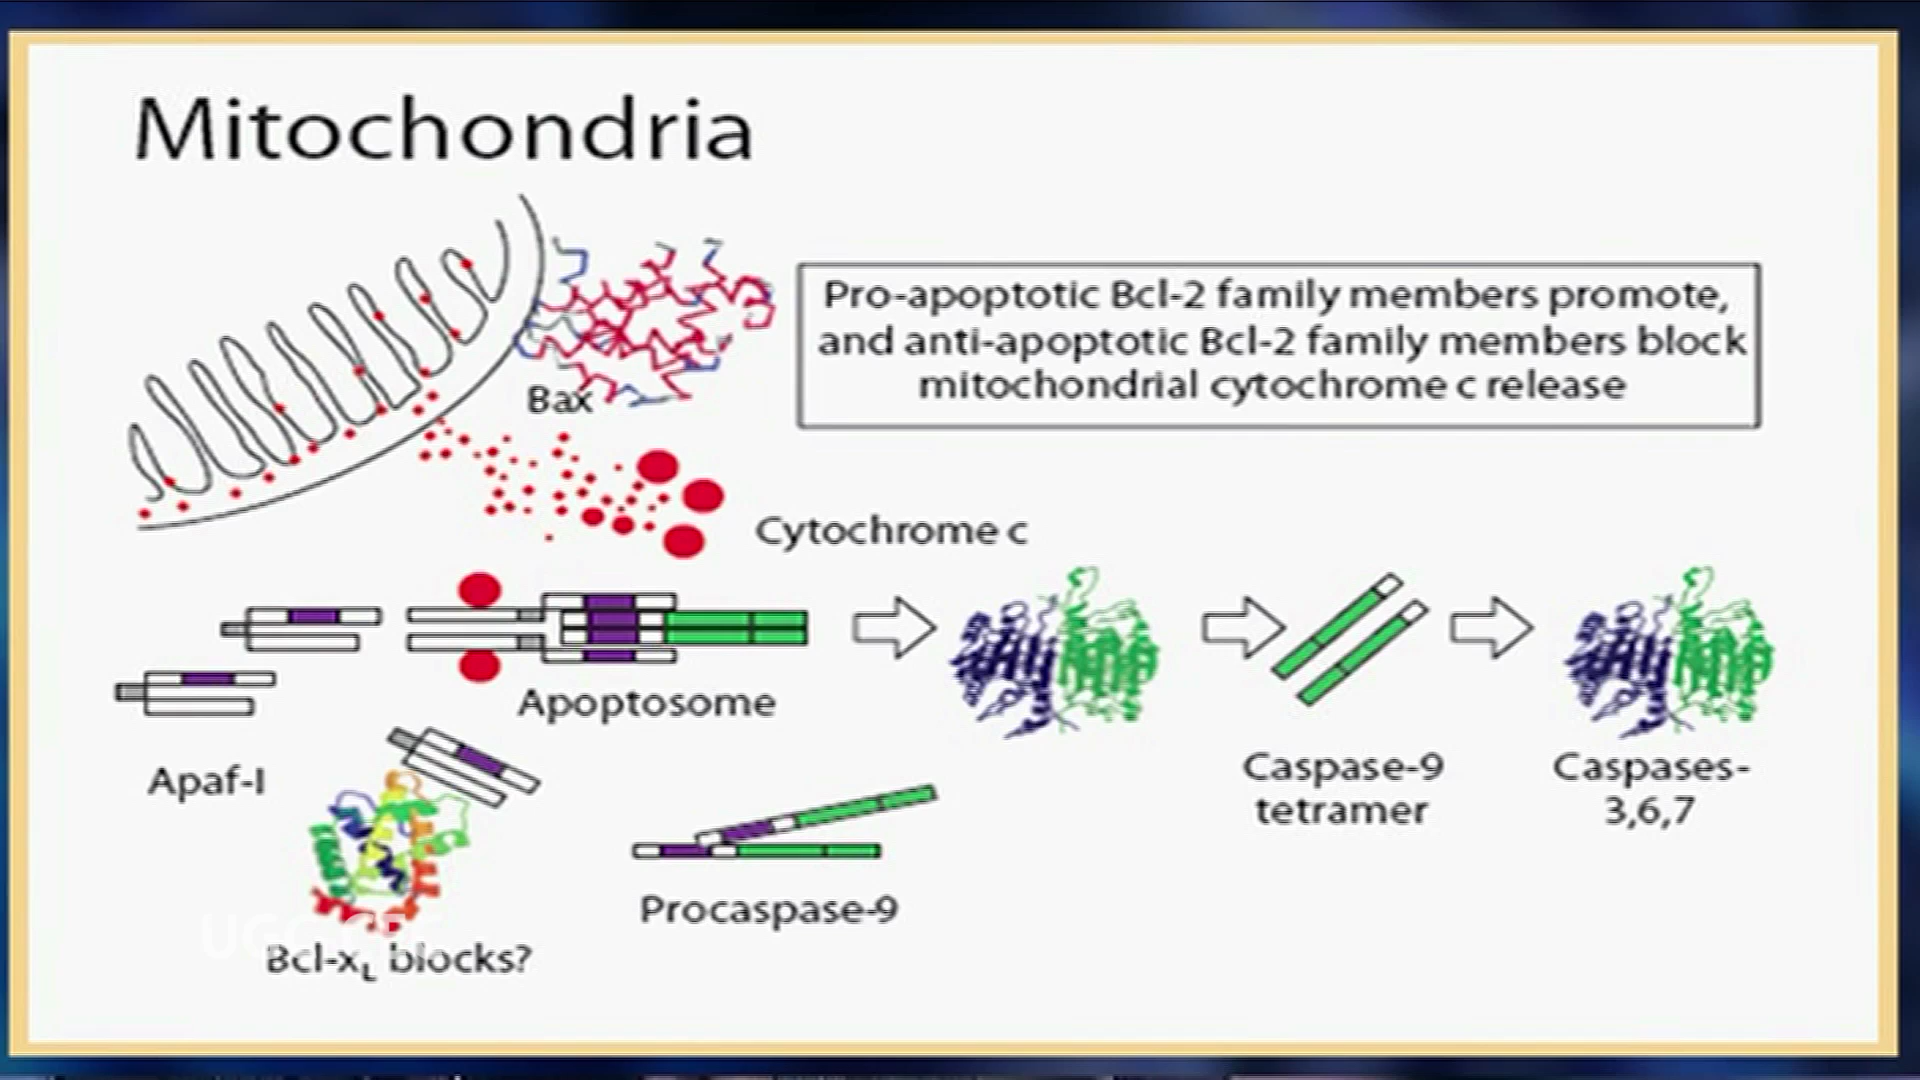 Mitochondria
Pro-apoptotic Bcl-2 family members promote,
and anti-apoptotic Bcl-2 family members block
mitochondrial cytochrome c release
Bax
Cytochrome c
Apoptosome
Apaf-I
Caspase-9
tetramer
Caspases-
3,6,7
Procaspase-9
Bcl-xL blocks?